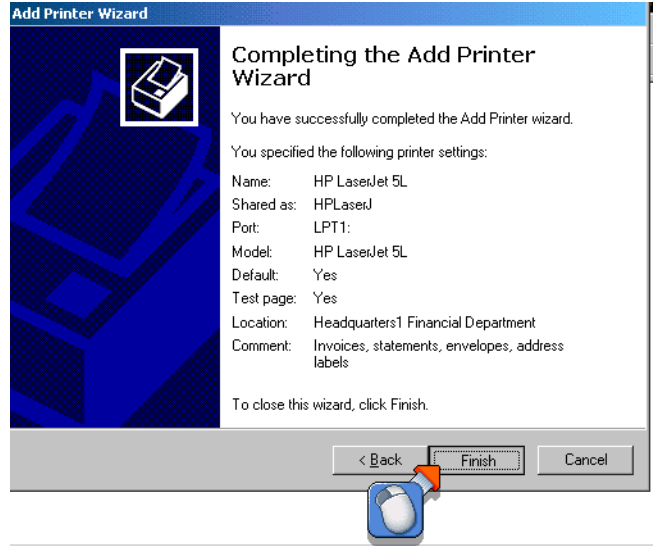 Add Printer Wizard
Completing the Add Printer
Wizard
You have successfully completed the Add Printer wizard.
You specified the following printer settings:
Name: HP LaserJet 5L
Shared as: HPLaserJ
Port: LPT1:
Model: HP LaserJet 5L
Default: Yes
Test page: Yes
Location: Headquarters1 Financial Department
Comment: Invoices, statements, envelopes, address
labels
To close this wizard, click Finish.
< Back Finish Cancel